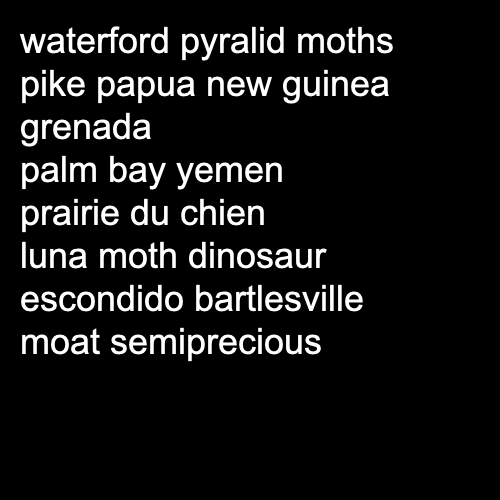 waterford pyralid moths
pike papua new guinea
grenada
palm bay yemen
prairie du chien
luna moth dinosaur
escondido bartlesville
moat semiprecious